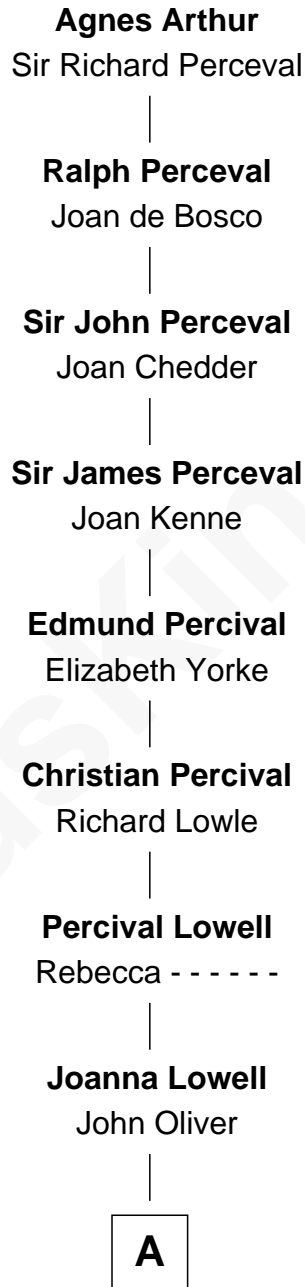 Agnes Arthur
Sir Richard Perceval
Ralph Perceval
Joan de Bosco
Sir John Perceval
Joan Chedder
Sir James Perceval
Joan Kenne
Edmund Percival
Elizabeth Yorke
Christian Percival
Richard Lowle
Percival Lowell
Rebecca - - - - - -
Joanna Lowell
John Oliver
A